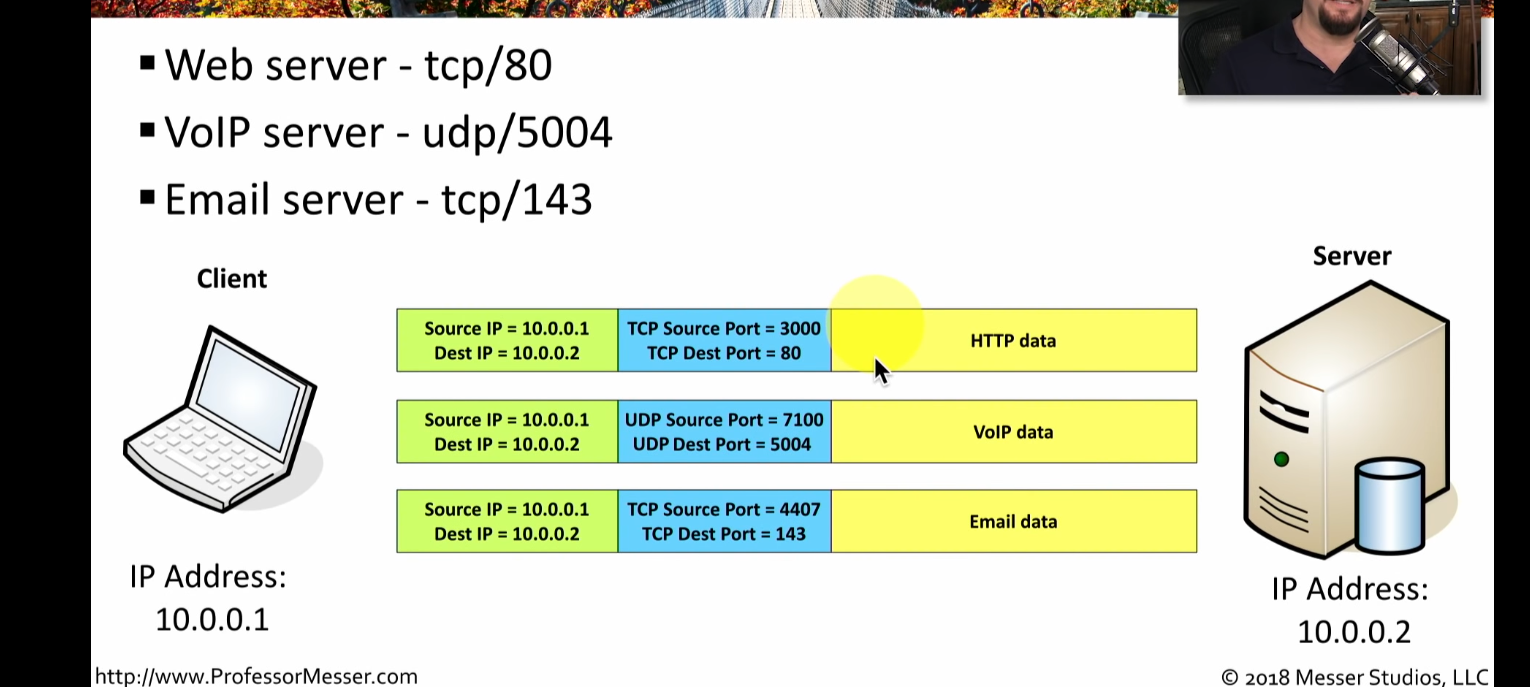 ▪ Web server - tcp/80
▪ VoIP server - udp/5004
▪ Email server - tcp/143
Client
Server
Source IP = 10.0.0.1
Dest IP = 10.0.0.2
TCP Source Port = 3000
TCP Dest Port = 80
HTTP data
Source IP = 10.0.0.1
Dest IP = 10.0.0.2
UDP Source Port = 7100
UDP Dest Port = 5004
VoIP data
Source IP = 10.0.0.1
Dest IP = 10.0.0.2
TCP Source Port = 4407
TCP Dest Port = 143
Email data
IP Address:
10.0.0.1
IP Address:
10.0.0.2
http://www.ProfessorMesser.com
© 2018 Messer Studios, LLC